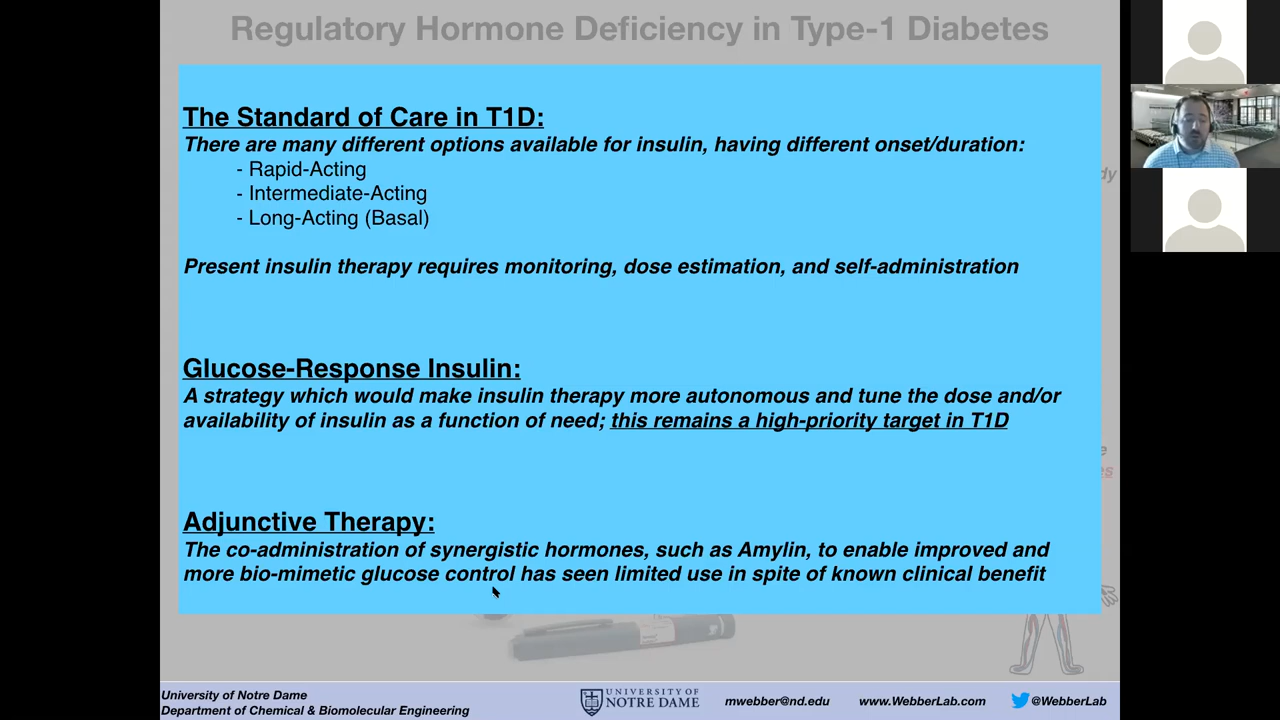 Regulatory Hormone Deficiency in Type-1 Diabetes
The Standard of Care in T1D:
There are many different options available for insulin, having different onset/duration:
- Rapid-Acting
- Intermediate-Acting
- Long-Acting (Basal)
Present insulin therapy requires monitoring, dose estimation, and self-administration
Glucose-Response Insulin:
A strategy which would make insulin therapy more autonomous and tune the dose and/or
availability of insulin as a function of need; this remains a high-priority target in T1D
Adjunctive Therapy:
The co-administration of synergistic hormones, such as Amylin, to enable improved and
more bio-mimetic glucose control has seen limited use in spite of known clinical benefit
University of Notre Dame
Department of Chemical & Biomolecular Engineering
UNIVERSITY OF
NOTRE DAME
mwebber@nd.edu
www.WebberLab.com
@WebberLab